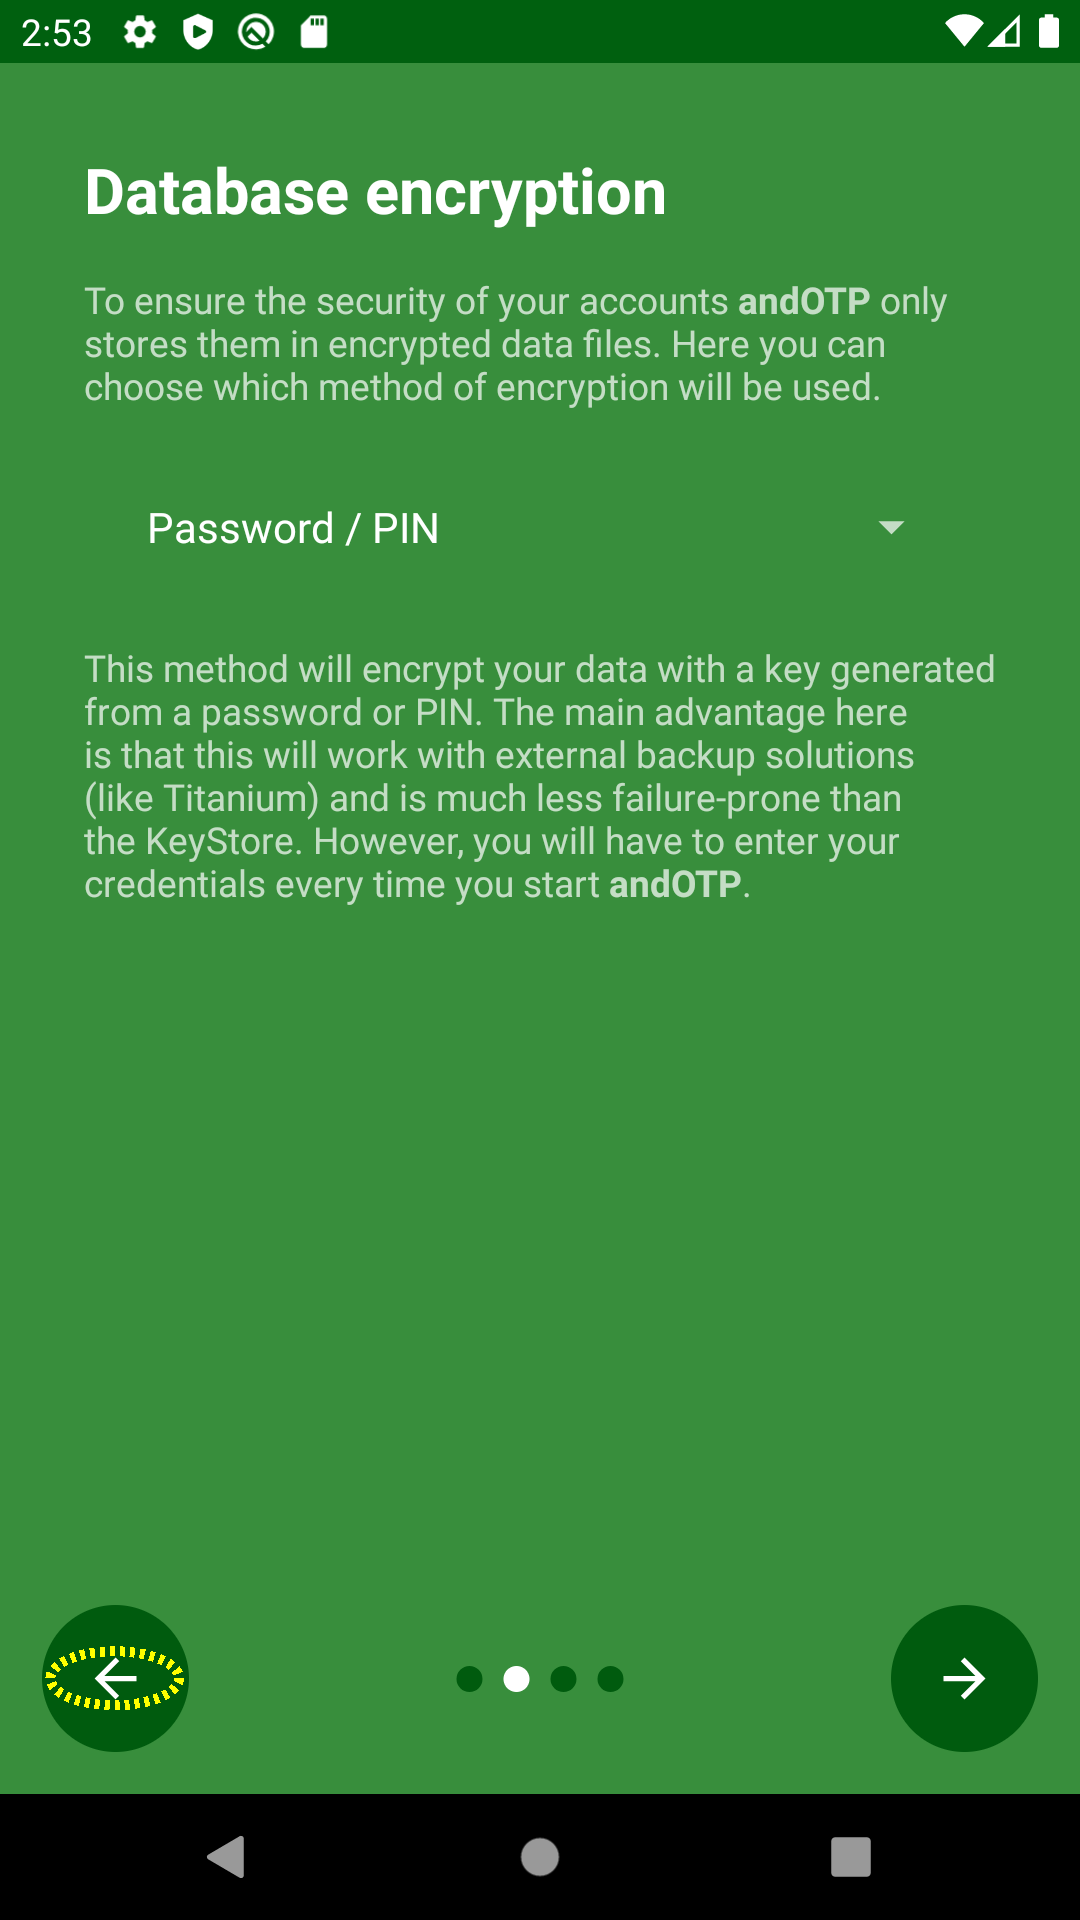 2:53
Database encryption
To ensure the security of your accounts andOTP only
stores them in encrypted data files. Here you can
choose which method of encryption will be used.
Password / PIN
This method will encrypt your data with a key generated
from a password or PIN. The main advantage here
is that this will work with external backup solutions
(like Titanium) and is much less failure-prone than
the KeyStore. However, you will have to enter your
credentials every time you start andOTP.